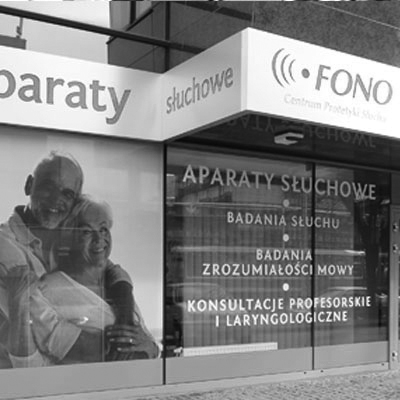 paraty
słuchowe
FONO
Centrum Protetyki Słuchu
APARATY SŁUCHOWE
BADANIA SŁUCHU
BADANIA
ZROZUMIAŁOŚCI MOWY
KONSULTACJE PROFESORSKIE
I LARYNGOLOGICZNE